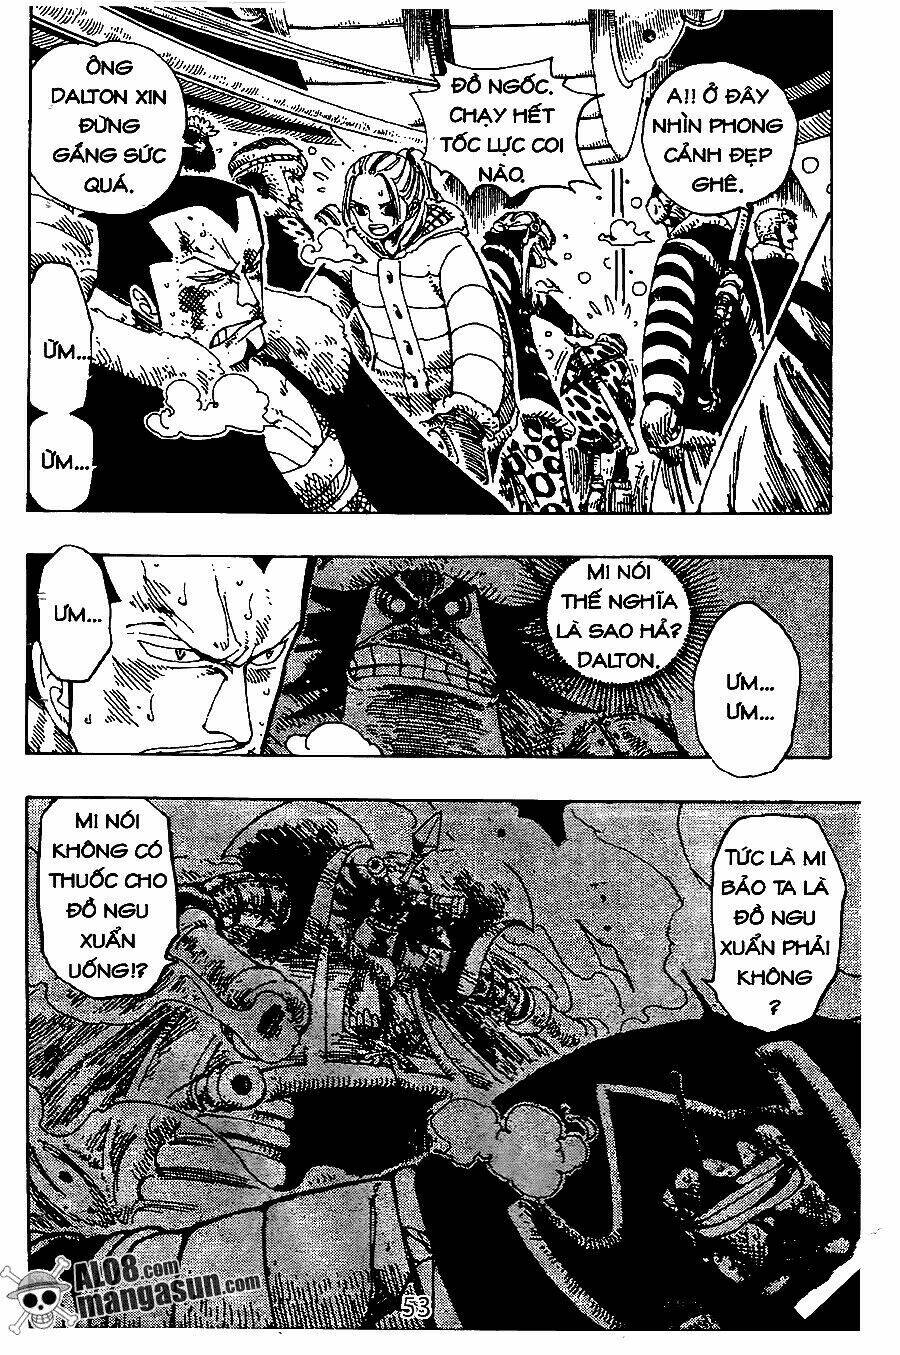 A!! Ở ĐÂY
NHÌN PHONG
CẢNH ĐẸP
GHÊ.
ĐỒ NGỐC.
CHẠY HẾT
TỐC LỰC COI
NÀO.
ÔNG
DALTON XIN
ĐỪNG
GẮNG SỨC
QUÁ.
ỪM...
ỪM...
ƯM...
ƯM...
MI NÓI
THẾ NGHĨA
LÀ SAO HẢ?
DALTON.
ƯM...
TỨC LÀ MI
BẢO TA LÀ
ĐỒ NGU
XUẨN PHẢI
KHÔNG
?
MI NÓI
KHÔNG CÓ
THUỐC CHO
ĐỒ NGU
XUẨN
UỐNG!?
AL08.com
mangasun.com
53